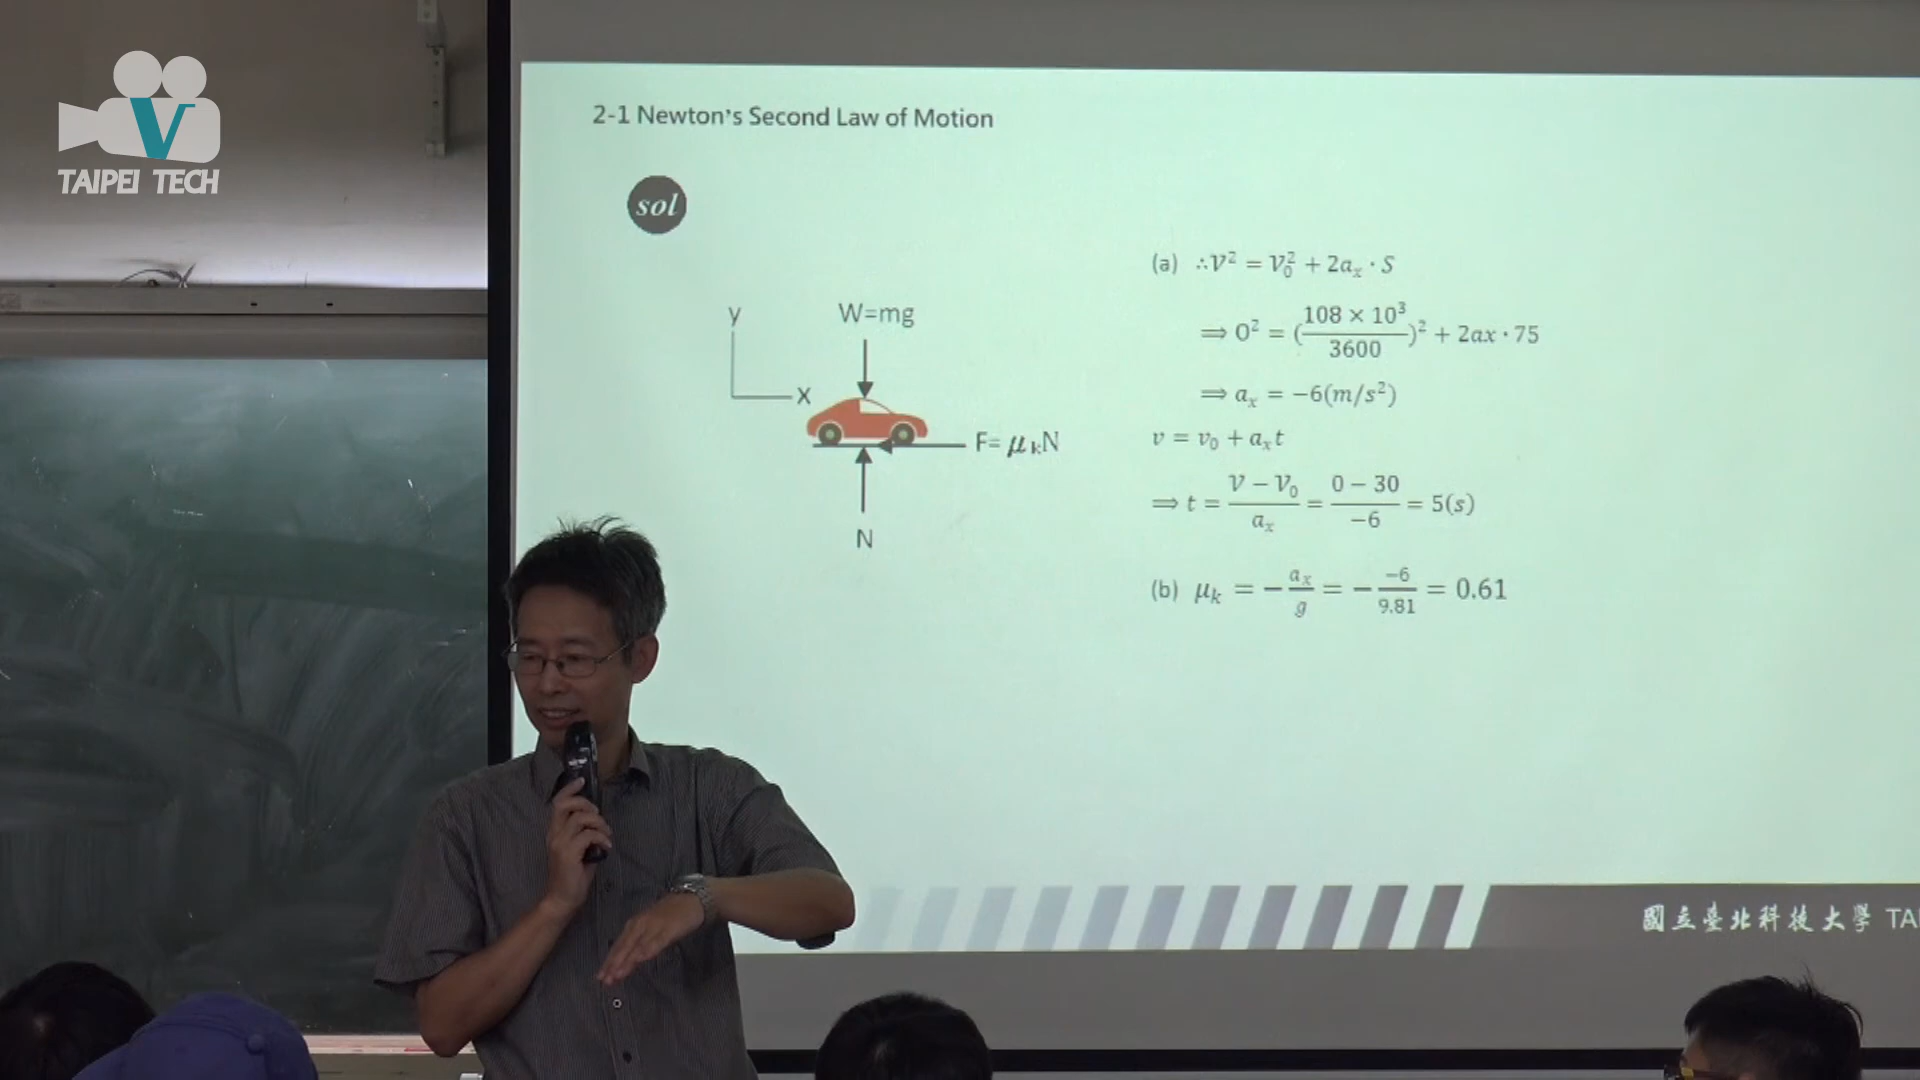 V
TAIPEI TECH
2-1 Newton's Second Law of Motion
sol
y
x
W=mg
F= μₖN
N
(a) ∴V² = V₀² + 2aₓ · S
⟹ 0² = (108 × 10³ / 3600)² + 2ax · 75
⟹ aₓ = −6(m/s²)
v = v₀ + aₓt
⟹ t = (V − V₀)/aₓ = (0 − 30)/−6 = 5(s)
(b) μₖ = − aₓ/g = − −6/9.81 = 0.61
國立臺北科技大學 TAI